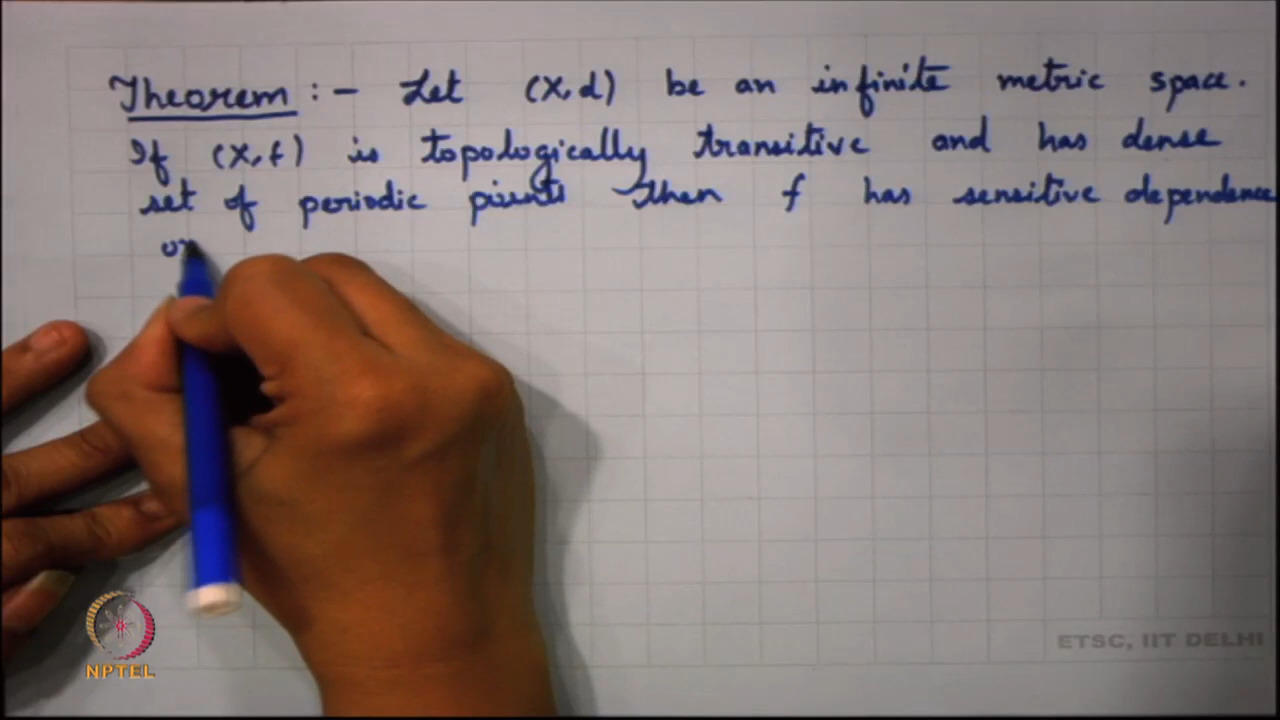 Theorem :- Let (X,d) be an infinite metric space.
If (X,f) is topologically transitive and has dense
set of periodic points then f has sensitive dependence
on
NPTEL
ETSC, IIT DELHI